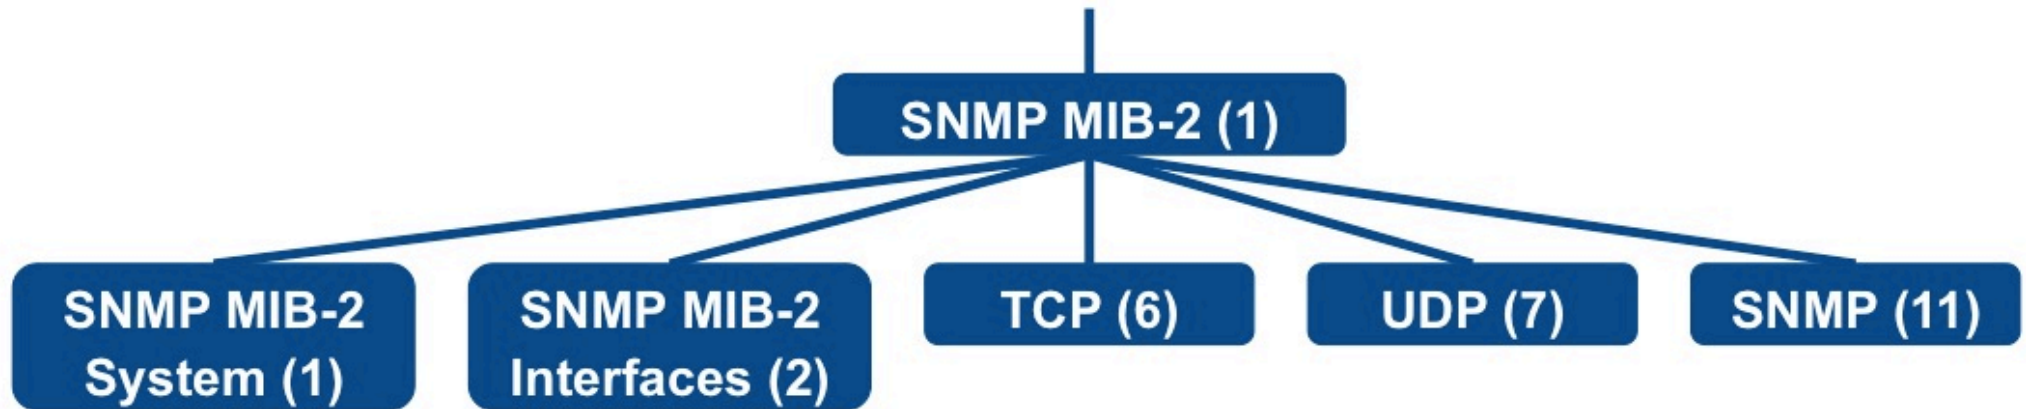 SNMP MIB-2 (1)
SNMP MIB-2
System (1)
SNMP MIB-2
Interfaces (2)
TCP (6)
UDP (7)
SNMP (11)